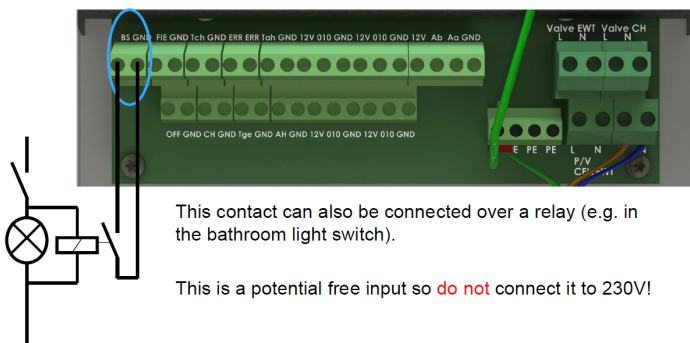 BS GND FIE GND Tch GND ERR ERR Tah GND 12V 010 GND 12V 010 GND 12V Ab Aa GND
Valve EWT Valve CH
L N L N
OFF GND CH GND Tge GND AH GND 12V 010 GND 12V 010 GND
E PE PE L N N
P/V
This contact can also be connected over a relay (e.g. in
the bathroom light switch).
This is a potential free input so do not connect it to 230V!